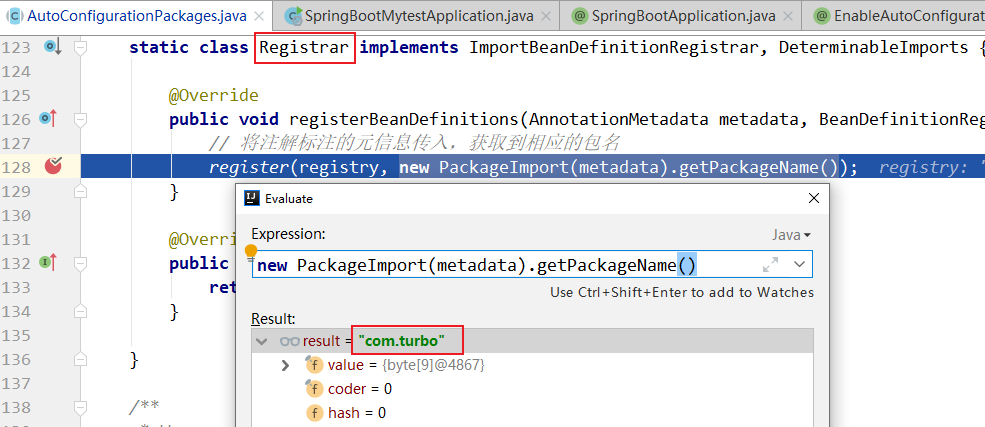 AutoConfigurationPackages.java × SpringBootMytestApplication.java × SpringBootApplication.java × EnableAutoConfigurat
123 static class Registrar implements ImportBeanDefinitionRegistrar, DeterminableImports {
124
125 @Override
126 public void registerBeanDefinitions(AnnotationMetadata metadata, BeanDefinitionReg
127 // 将注解标注的元信息传入，获取到相应的包名
128 register(registry, new PackageImport(metadata).getPackageName()); registry: "
129 }
130
131 @Overri
132 public
133 ret
134 }
135
136 }
137
138 /**
Evaluate
Expression:
Java
new PackageImport(metadata).getPackageName()
Use Ctrl+Shift+Enter to add to Watches
Result:
result = "com.turbo"
value = {byte[9]@4867}
coder = 0
hash = 0